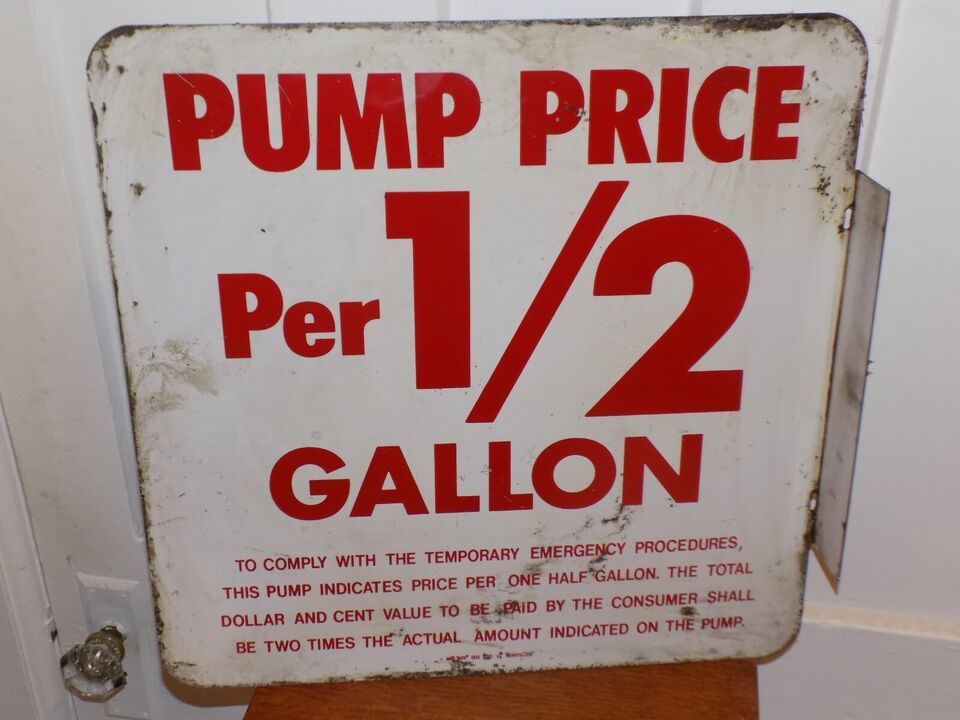 PUMP PRICE
Per 1/2
GALLON
TO COMPLY WITH THE TEMPORARY EMERGENCY PROCEDURES,
THIS PUMP INDICATES PRICE PER ONE HALF GALLON. THE TOTAL
DOLLAR AND CENT VALUE TO BE PAID BY THE CONSUMER SHALL
BE TWO TIMES THE ACTUAL AMOUNT INDICATED ON THE PUMP.